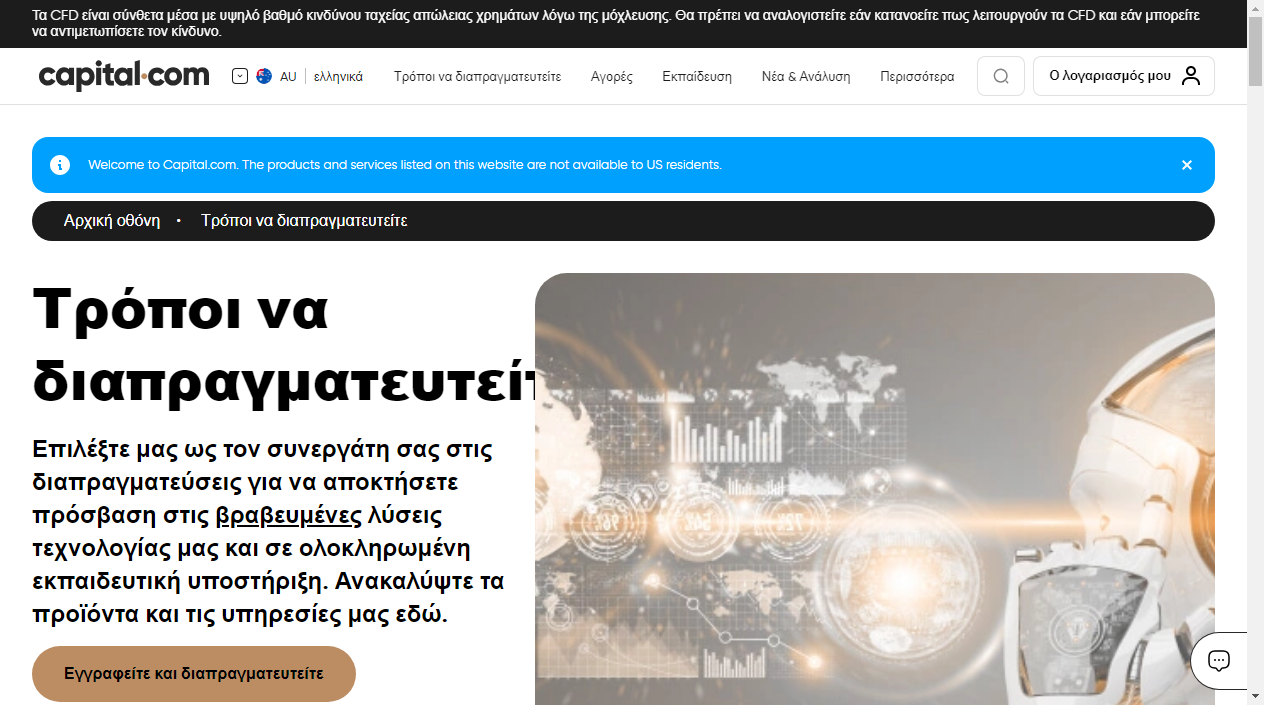 Τα CFD είναι σύνθετα μέσα με υψηλό βαθμό κινδύνου ταχείας απώλειας χρημάτων λόγω της μόχλευσης. Θα πρέπει να αναλογιστείτε εάν κατανοείτε πως λειτουργούν τα CFD και εάν μπορείτε
να αντιμετωπίσετε τον κίνδυνο.
capital.com AU ελληνικά Τρόποι να διαπραγματευτείτε Αγορές Εκπαίδευση Νέα & Ανάλυση Περισσότερα Ο λογαριασμός μου
Welcome to Capital.com. The products and services listed on this website are not available to US residents.
Αρχική οθόνη • Τρόποι να διαπραγματευτείτε
Τρόποι να
διαπραγματευτείτ
Επιλέξτε μας ως τον συνεργάτη σας στις
διαπραγματεύσεις για να αποκτήσετε
πρόσβαση στις βραβευμένες λύσεις
τεχνολογίας μας και σε ολοκληρωμένη
εκπαιδευτική υποστήριξη. Ανακαλύψτε τα
προϊόντα και τις υπηρεσίες μας εδώ.
Εγγραφείτε και διαπραγματευτείτε